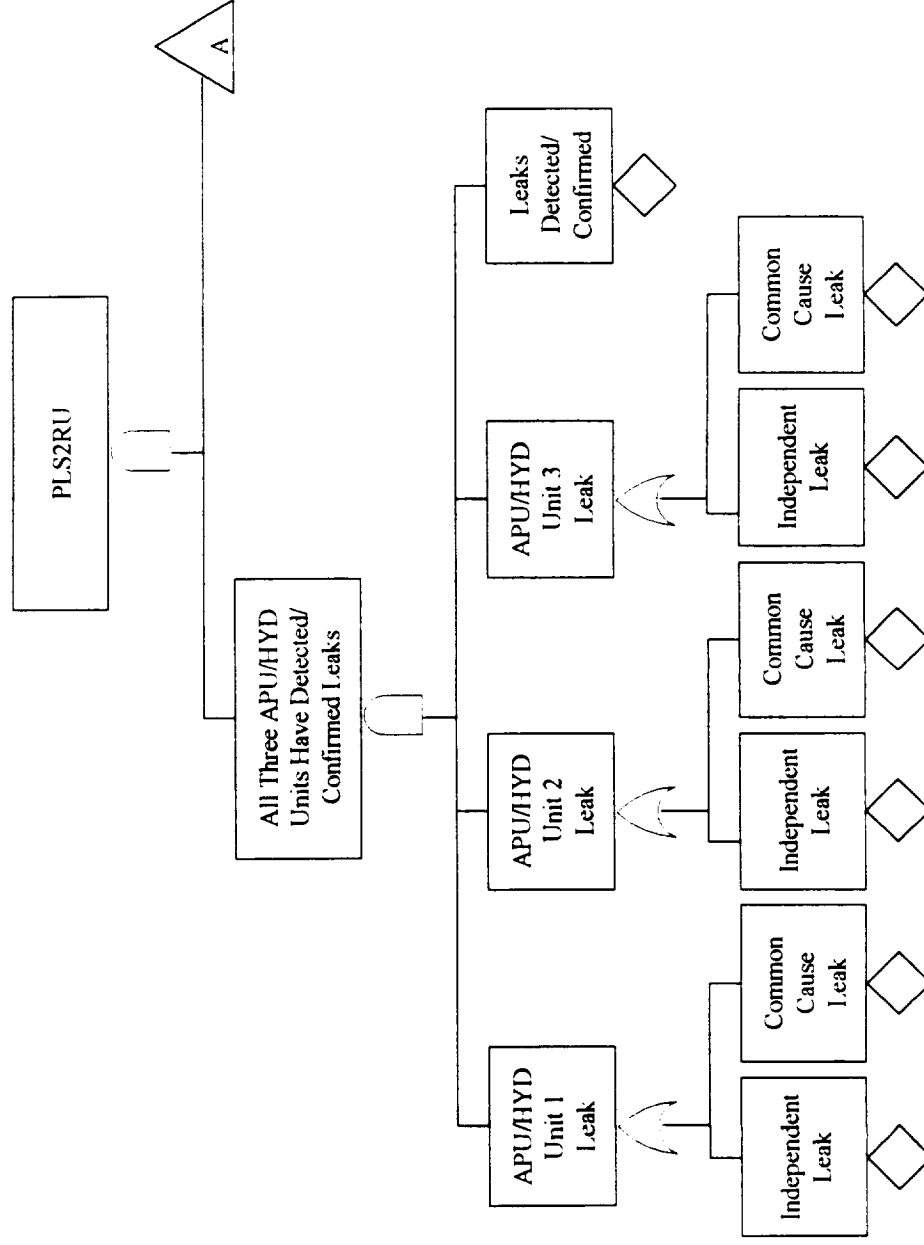 PLS2RU
A
All Three APU/HYD
Units Have Detected/
Confirmed Leaks
APU/HYD
Unit 1
Leak
APU/HYD
Unit 2
Leak
APU/HYD
Unit 3
Leak
Leaks
Detected/
Confirmed
Independent
Leak
Common
Cause
Leak
Independent
Leak
Common
Cause
Leak
Independent
Leak
Common
Cause
Leak